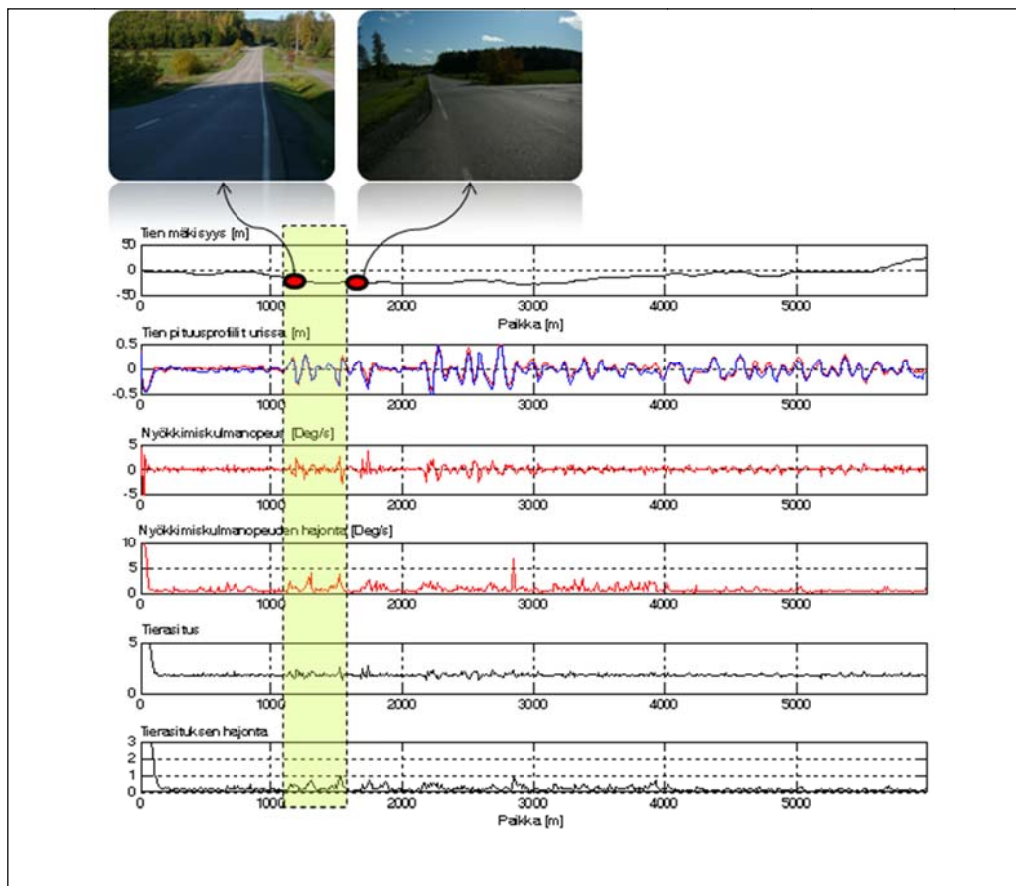 Tien mäkisyys [m]
50
0
-50
0 1000 2000 3000 4000 5000
Paikka [m]
Tien pituusprofiilit urissa [m]
0.5
0
-0.5
0 1000 2000 3000 4000 5000
Nyökkimiskulmanopeus [Deg/s]
5
0
-5
0 1000 2000 3000 4000 5000
Nyökkimiskulmanopeuden hajonta [Deg/s]
10
5
0
0 1000 2000 3000 4000 5000
Tierasitus
5
0
0 1000 2000 3000 4000 5000
Tierasituksen hajonta
3
2
1
0
0 1000 2000 3000 4000 5000
Paikka [m]